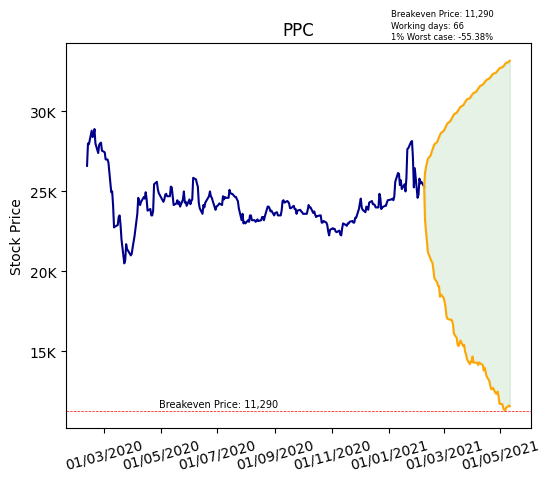 Breakeven Price: 11,290
Working days: 66
1% Worst case: -55.38%
PPC
30K
25K
20K
15K
Stock Price
Breakeven Price: 11,290
01/03/2020
01/05/2020
01/07/2020
01/09/2020
01/11/2020
01/01/2021
01/03/2021
01/05/2021